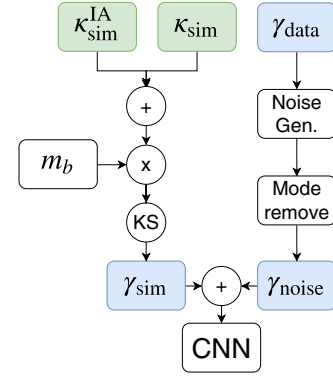 κ_sim^IA κ_sim γ_data
+
Noise
Gen.
m_b x
Mode
remove
KS
γ_sim + γ_noise
CNN